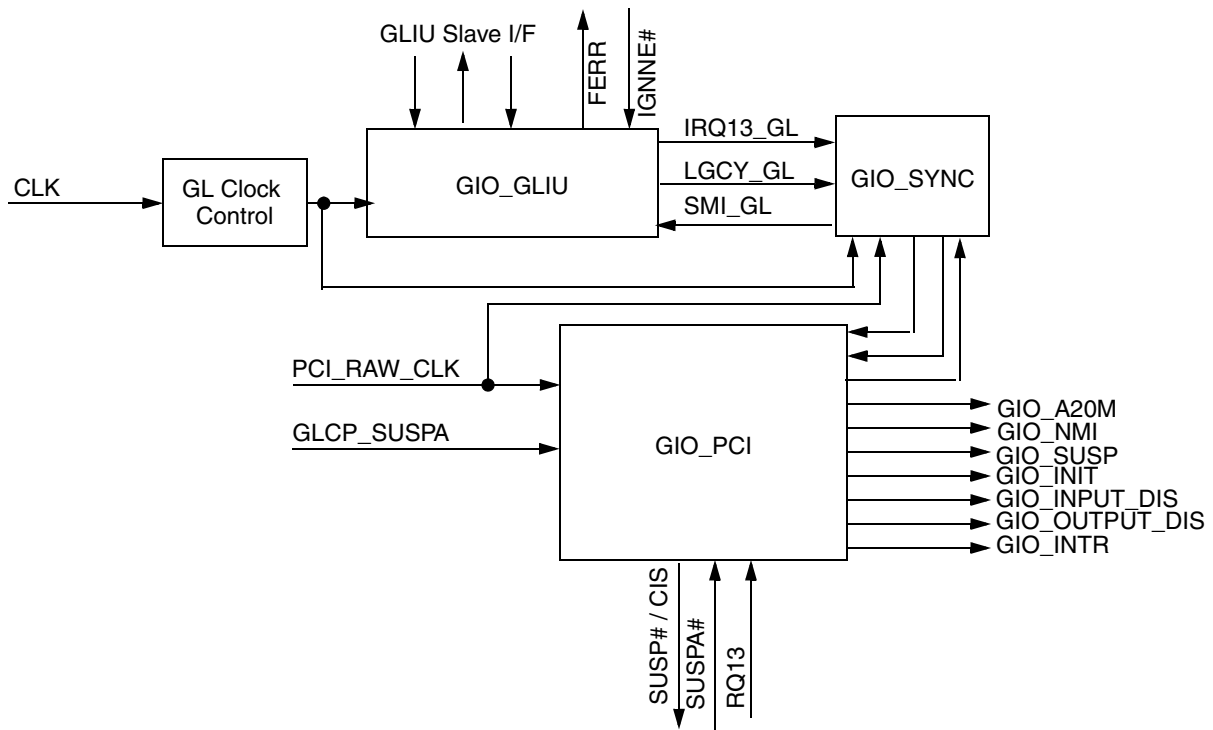 GLIU Slave I/F
FERR
IGNNE#
IRQ13_GL
LGCY_GL
SMI_GL
CLK
GL Clock
Control
GIO_GLIU
GIO_SYNC
PCI_RAW_CLK
GLCP_SUSPA
GIO_PCI
GIO_A20M
GIO_NMI
GIO_SUSP
GIO_INIT
GIO_INPUT_DIS
GIO_OUTPUT_DIS
GIO_INTR
SUSP# / CIS
SUSPA#
RQ13